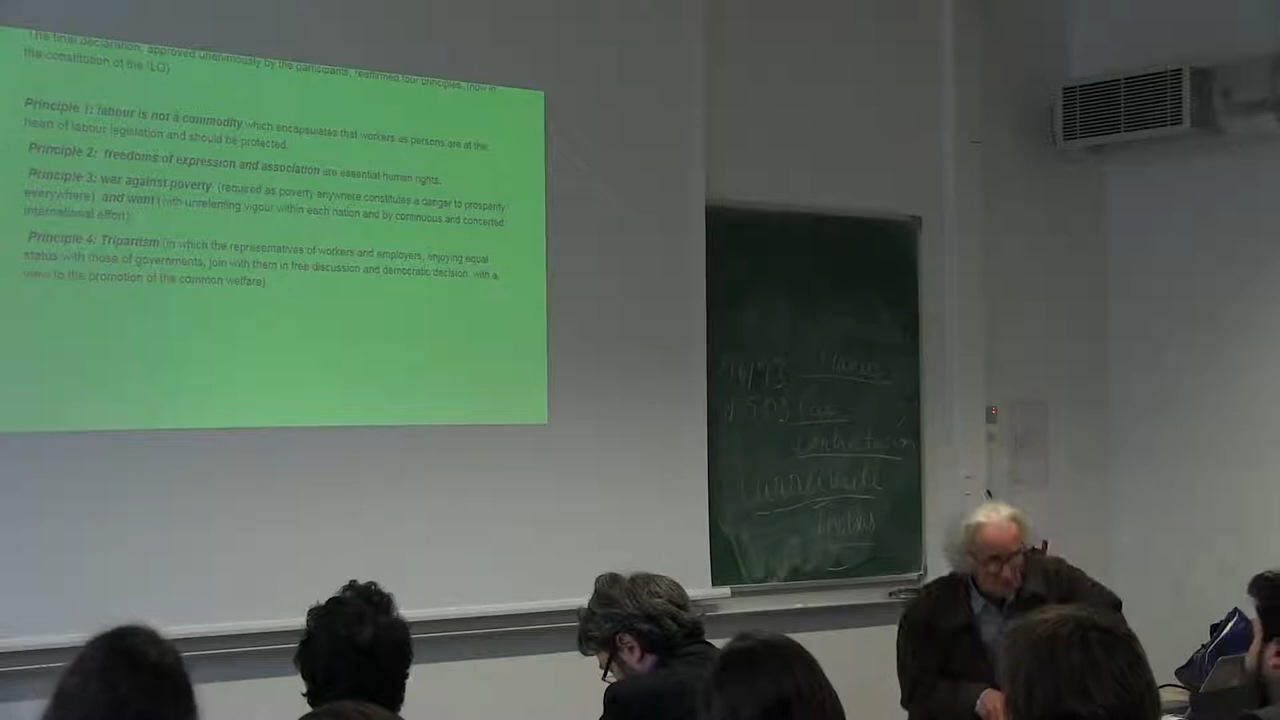 The final declaration, approved unanimously by the participants, reaffirmed four principles, (now in
the constitution of the ILO)
Principle 1: labour is not a commodity which encapsulates that workers as persons are at the
heart of labour legislation and should be protected.
Principle 2: freedoms of expression and association are essential human rights.
Principle 3: war against poverty (required as poverty anywhere constitutes a danger to prosperity
everywhere) and want (with unrelenting vigour within each nation and by continuous and concerted
international effort)
Principle 4: Tripartism (in which the representatives of workers and employers, enjoying equal
status with those of governments, join with them in free discussion and democratic decision, with a
view to the promotion of the common welfare)
1503